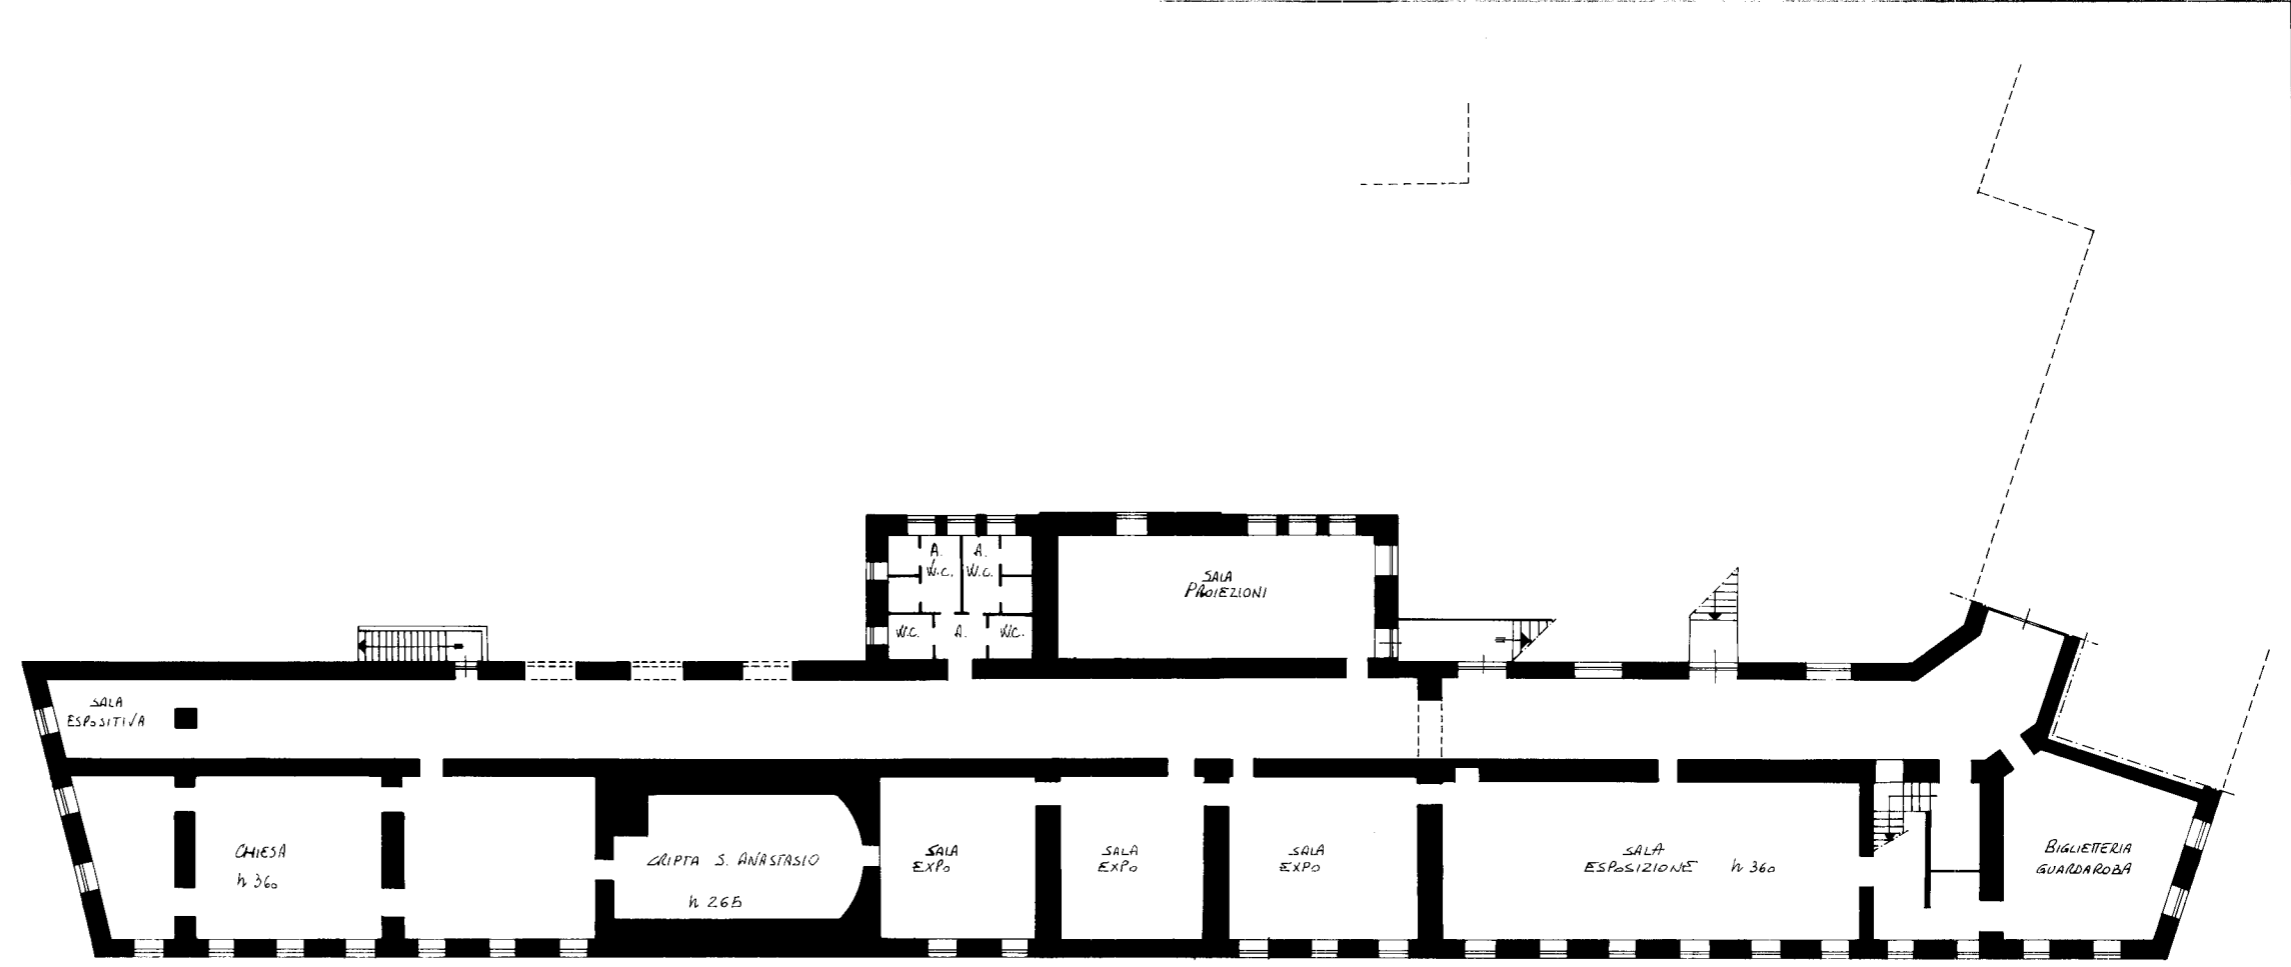 A.
W.C.
A.
W.C.
W.C.
A.
W.C.
SALA
PROIEZIONI
SALA
ESPOSITIVA
CHIESA
h 360
CRIPTA S. ANASTASIO
h 265
SALA
EXPO
SALA
EXPO
SALA
EXPO
SALA
ESPOSIZIONE h 360
BIGLIETTERIA
GUARDAROBA